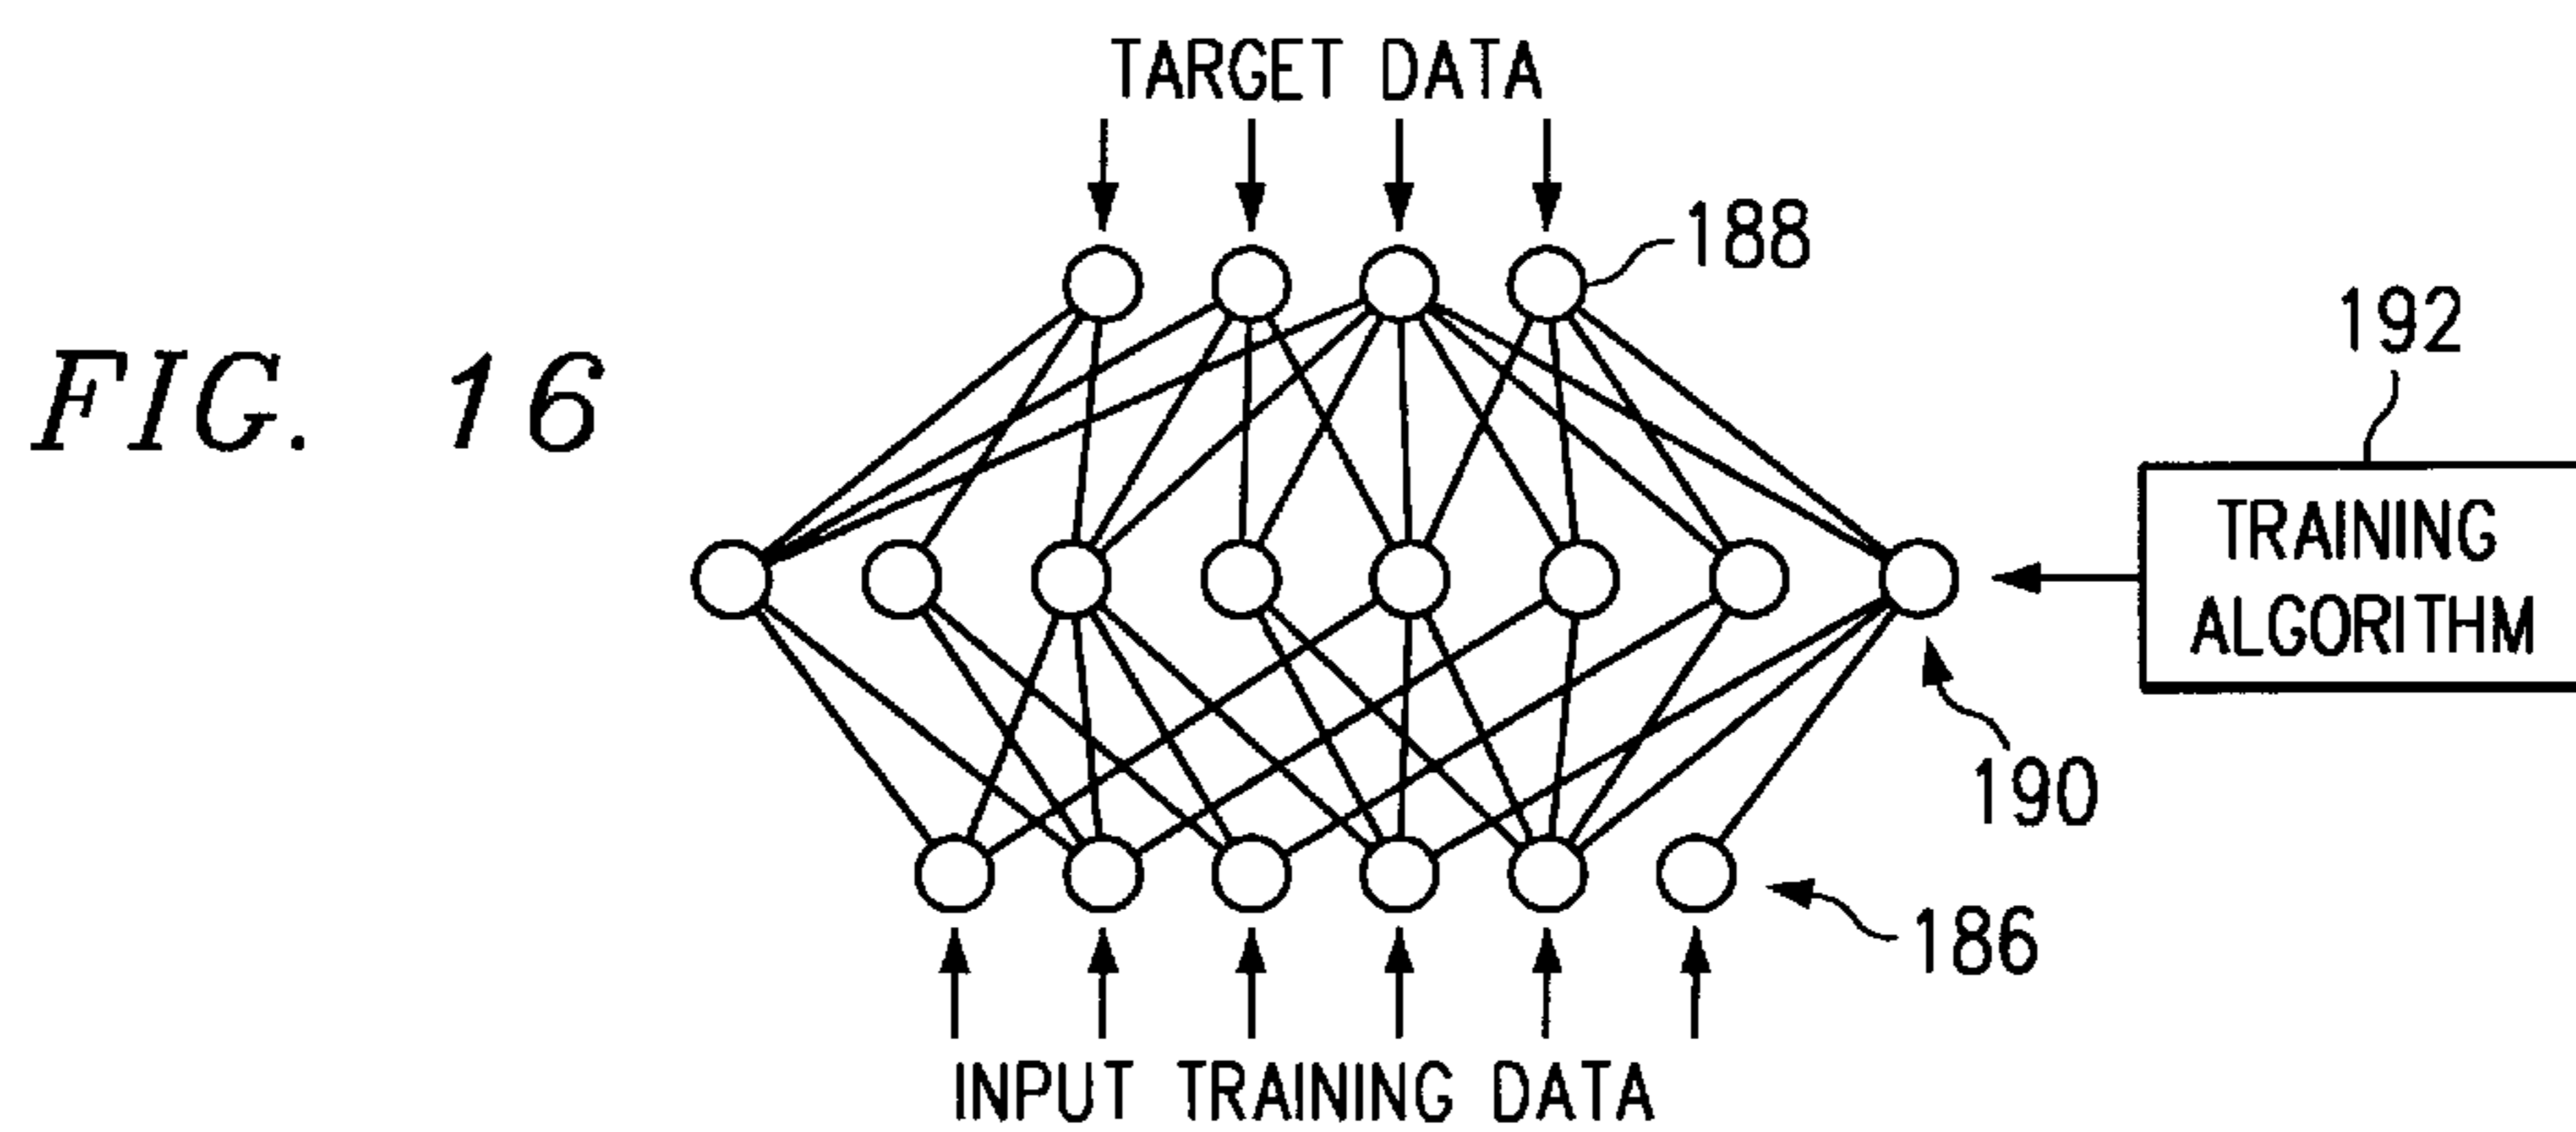 TARGET DATA
188
192
FIG. 16
TRAINING
ALGORITHM
190
186
INPUT TRAINING DATA